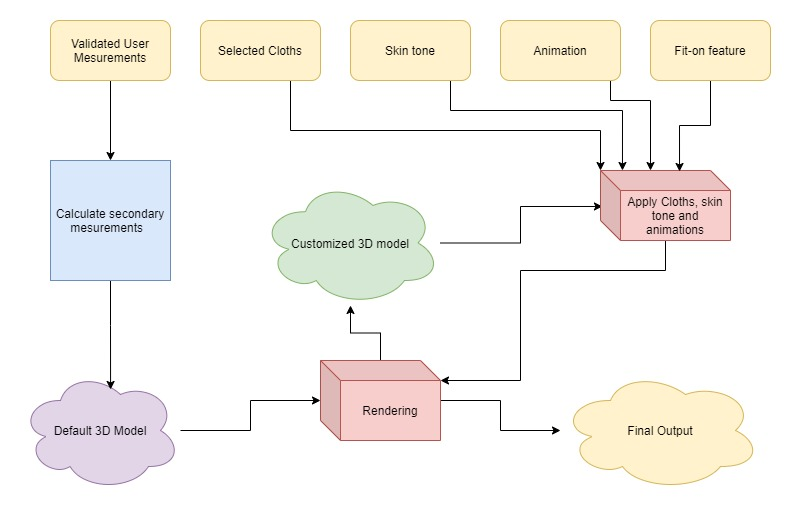 Validated User
Mesurements
Selected Cloths
Skin tone
Animation
Fit-on feature
Calculate secondary
mesurements
Customized 3D model
Apply Cloths, skin
tone and
animations
Default 3D Model
Rendering
Final Output